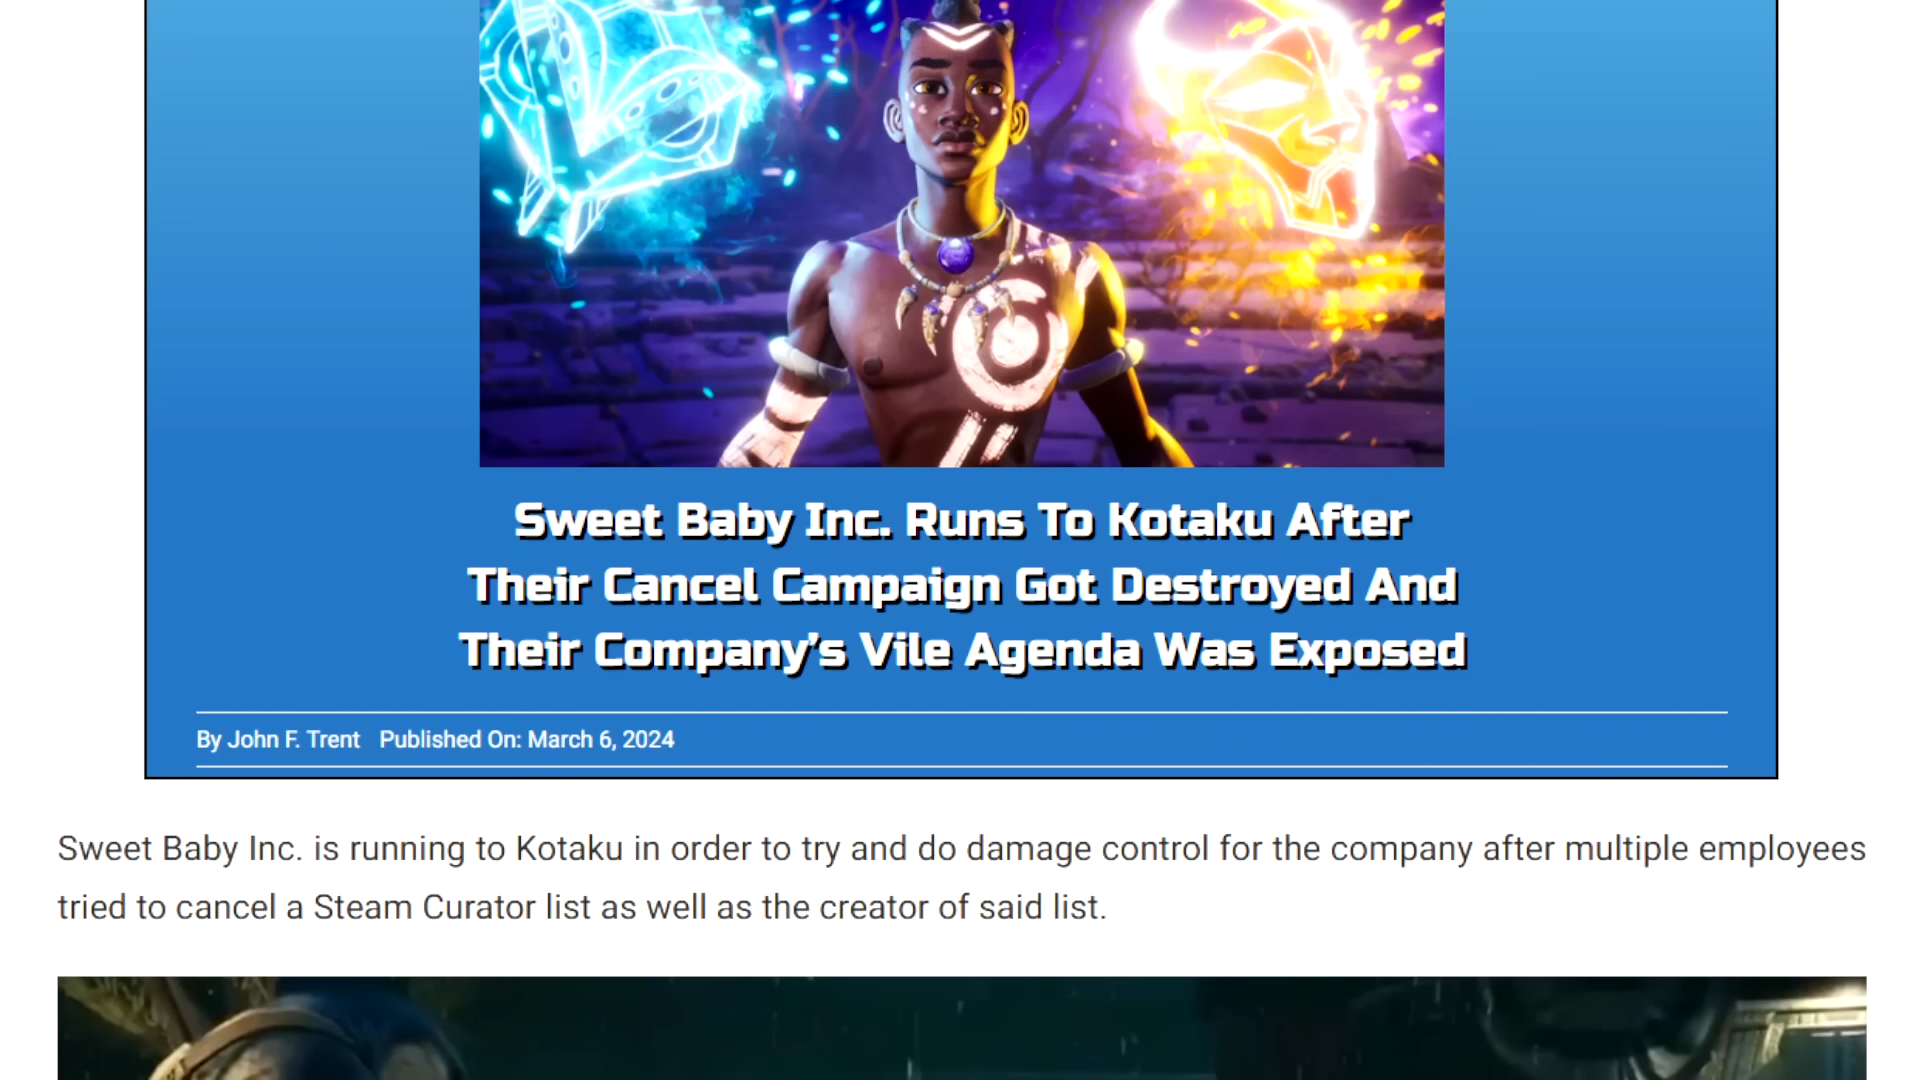 Sweet Baby Inc. Runs To Kotaku After
Their Cancel Campaign Got Destroyed And
Their Company’s Vile Agenda Was Exposed
By John F. Trent Published On: March 6, 2024
Sweet Baby Inc. is running to Kotaku in order to try and do damage control for the company after multiple employees
tried to cancel a Steam Curator list as well as the creator of said list.